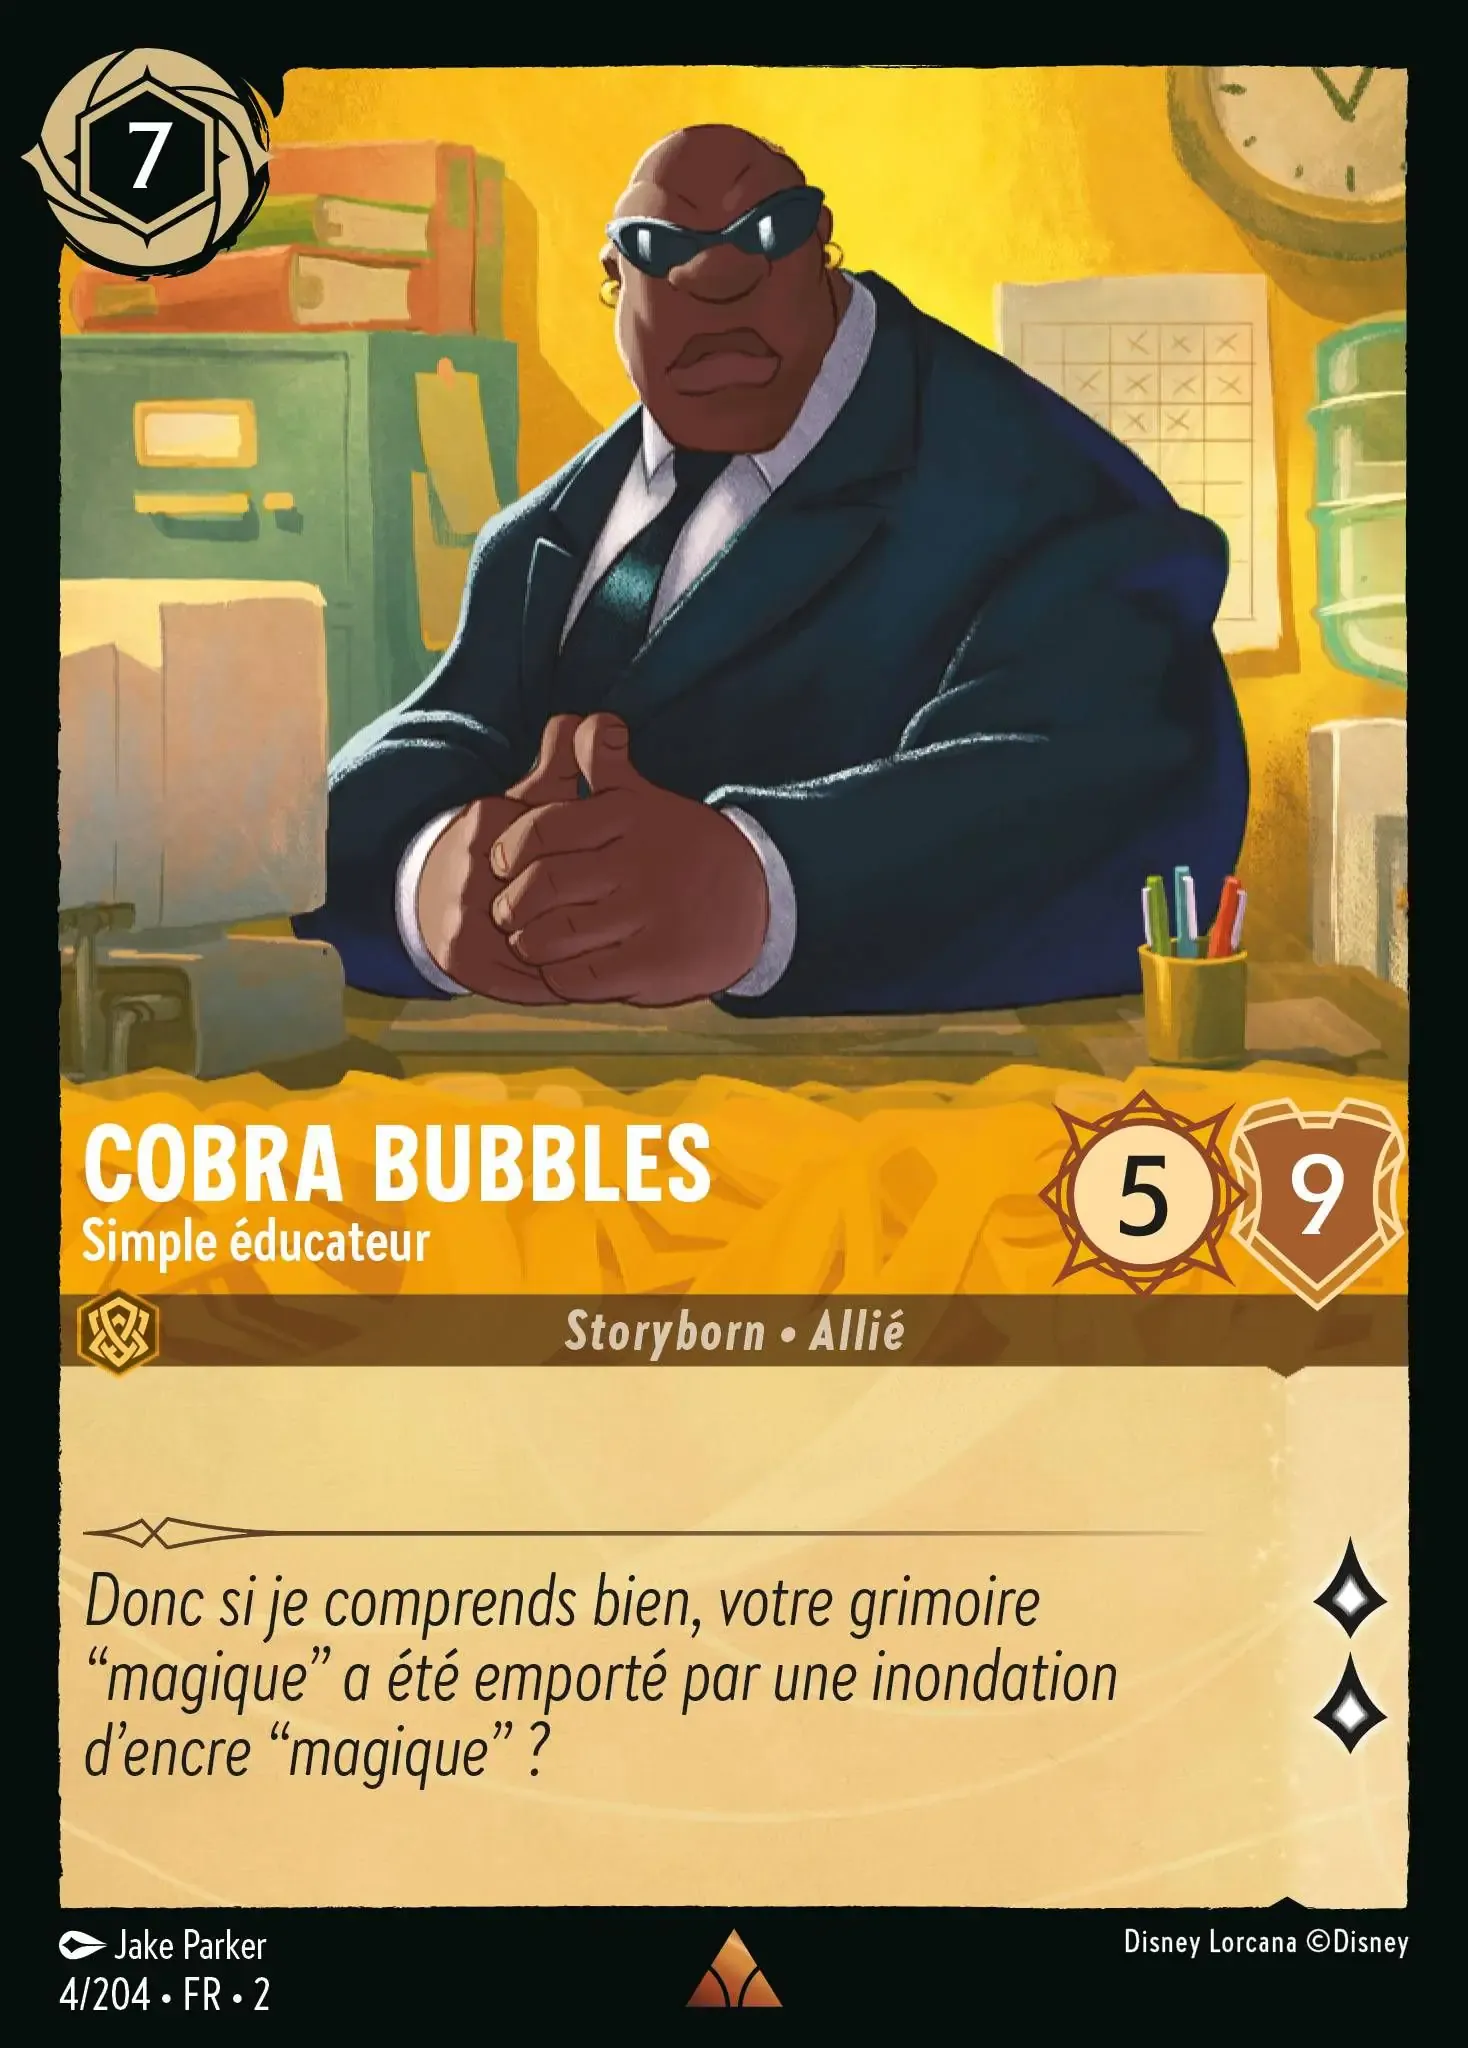 7
COBRA BUBBLES
Simple éducateur
5
9
Storyborn • Allié
Donc si je comprends bien, votre grimoire
“magique” a été emporté par une inondation
d’encre “magique” ?
Jake Parker
Disney Lorcana ©Disney
4/204 • FR • 2